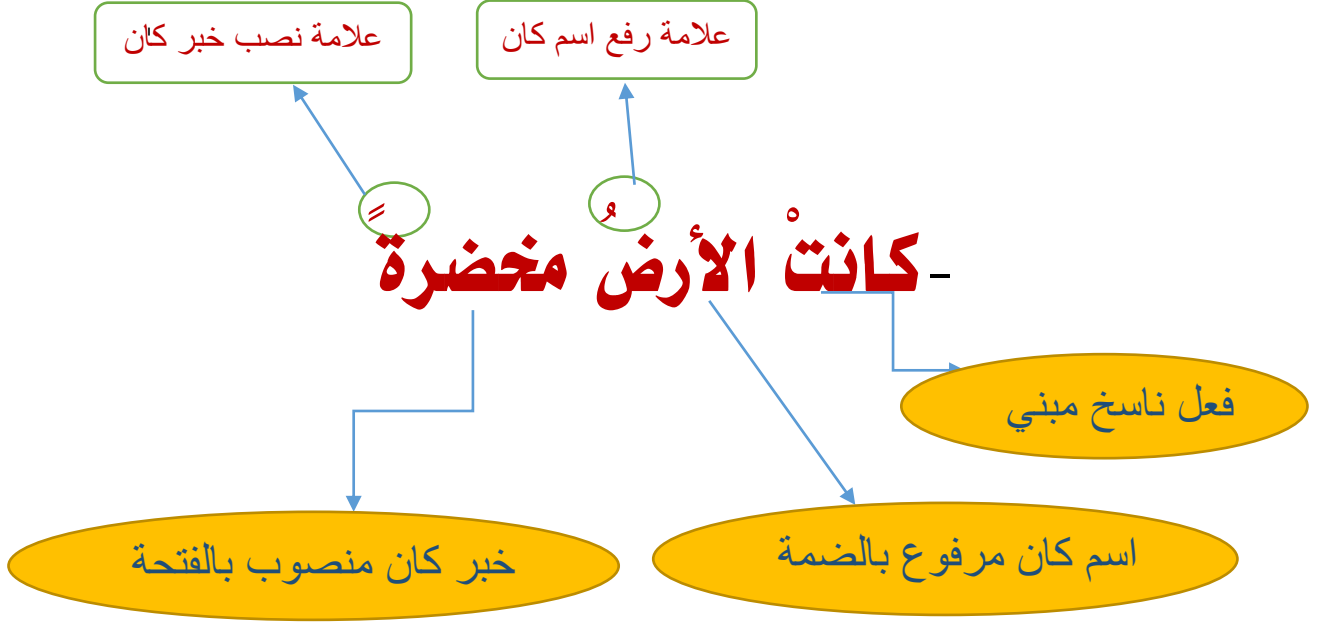 علامة رفع اسم كان
علامة نصب خبر كان
-كانتْ الأرضُ مخضرةً
فعل ناسخ مبني
اسم كان مرفوع بالضمة
خبر كان منصوب بالفتحة